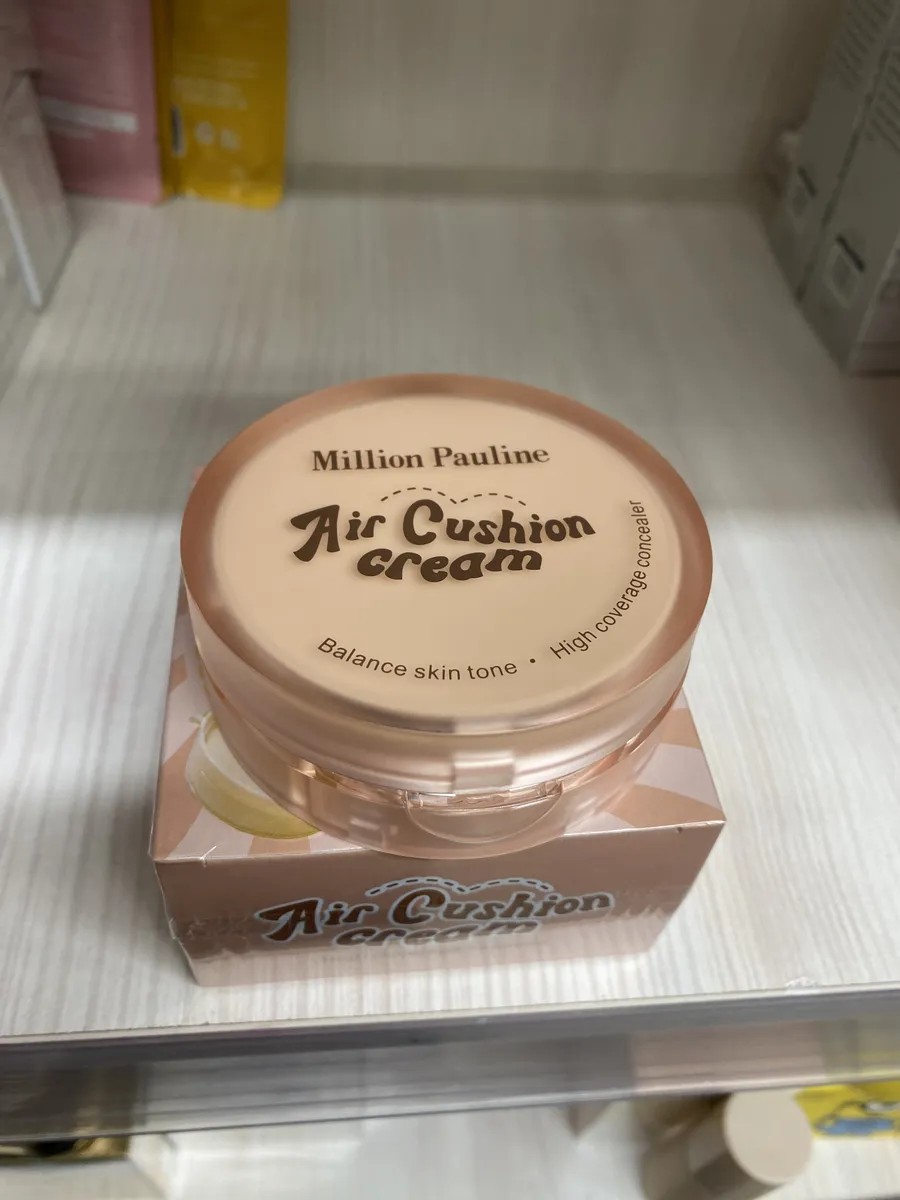 Million Pauline
Air Cushion
cream
Balance skin tone • High coverage concealer
Air Cushion
cream